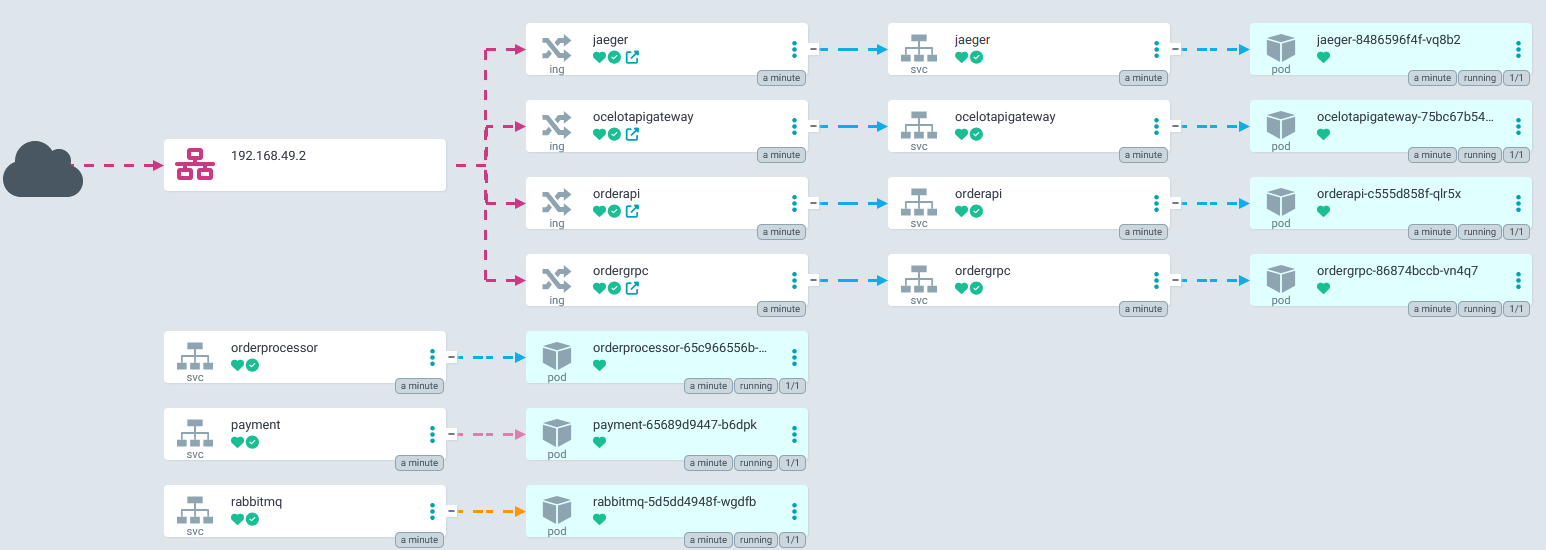 192.168.49.2
jaeger
ing
a minute
jaeger
svc
a minute
jaeger-8486596f4f-vq8b2
pod
a minute running 1/1
ocelotapigateway
ing
a minute
ocelotapigateway
svc
a minute
ocelotapigateway-75bc67b54...
pod
a minute running 1/1
orderapi
ing
a minute
orderapi
svc
a minute
orderapi-c555d858f-qlr5x
pod
a minute running 1/1
ordergrpc
ing
a minute
ordergrpc
svc
a minute
ordergrpc-86874bccb-vn4q7
pod
a minute running 1/1
orderprocessor
svc
a minute
orderprocessor-65c966556b-...
pod
a minute running 1/1
payment
svc
a minute
payment-65689d9447-b6dpk
pod
a minute running 1/1
rabbitmq
svc
a minute
rabbitmq-5d5dd4948f-wgdfb
pod
a minute running 1/1